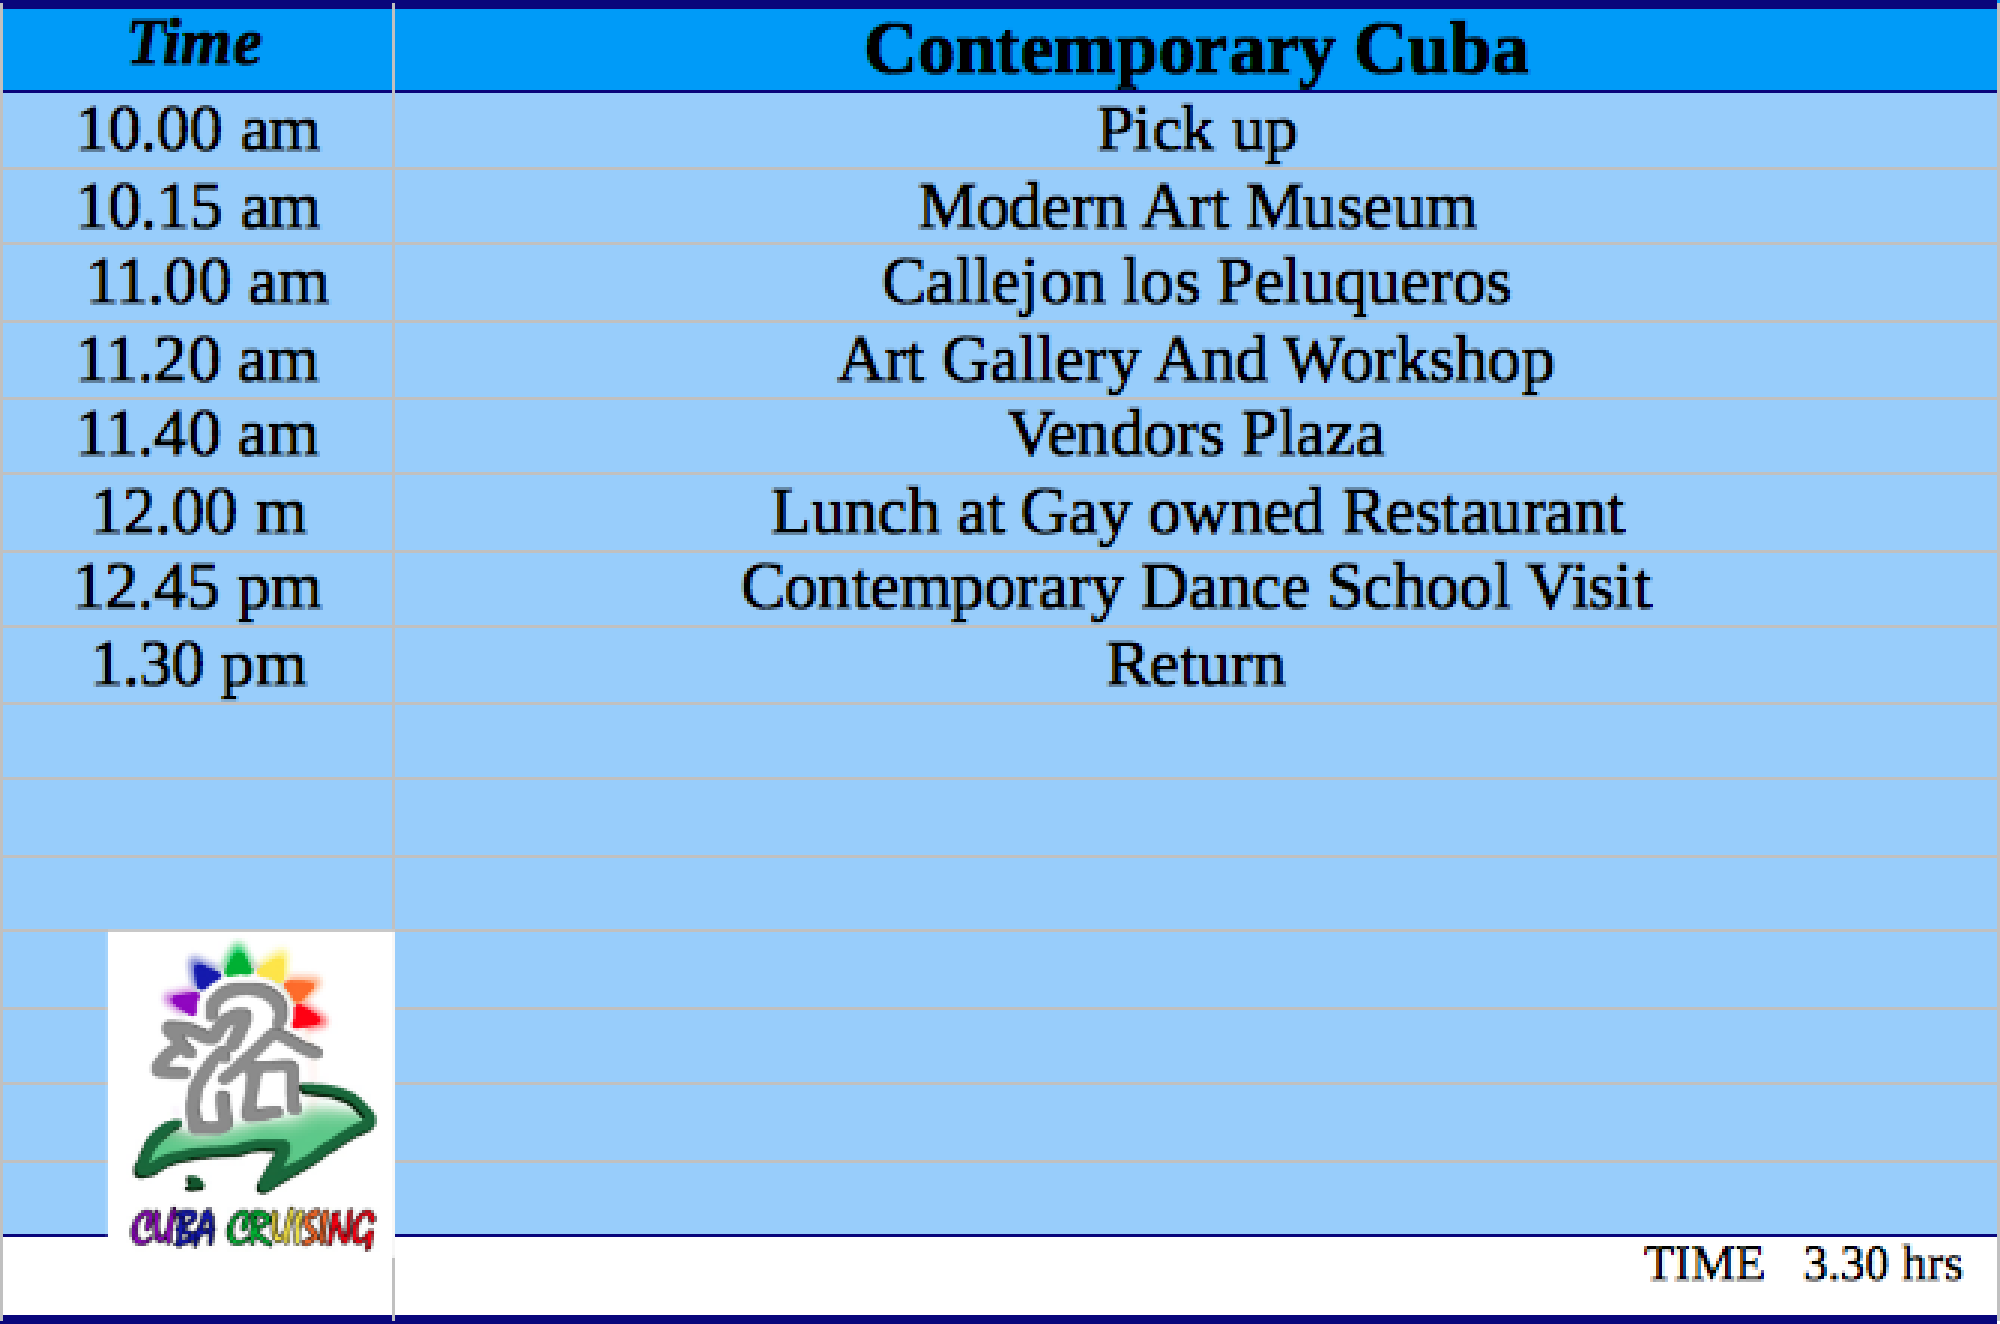 Time Contemporary Cuba
10.00 am Pick up
10.15 am Modern Art Museum
11.00 am Callejon los Peluqueros
11.20 am Art Gallery And Workshop
11.40 am Vendors Plaza
12.00 m Lunch at Gay owned Restaurant
12.45 pm Contemporary Dance School Visit
1.30 pm Return
CUBA CRUISING
TIME 3.30 hrs